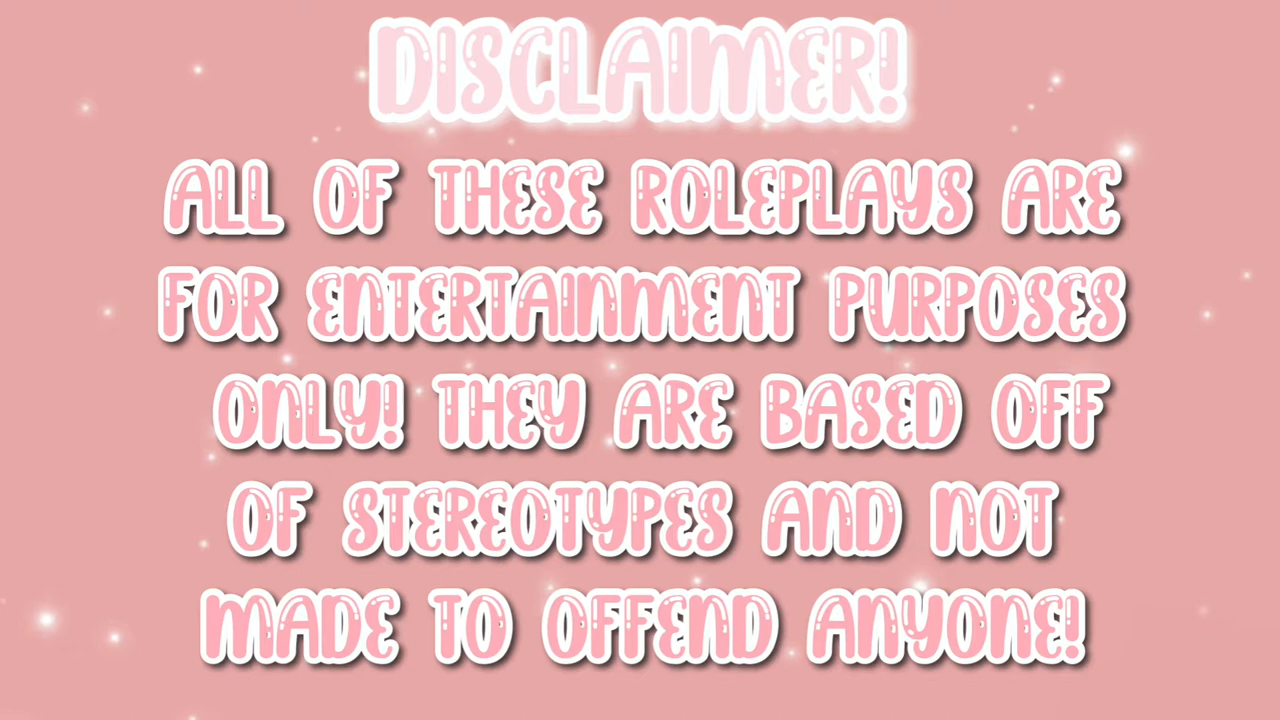 DISCLAIMER!
ALL OF THESE ROLEPLAYS ARE
FOR ENTERTAINMENT PURPOSES
ONLY! THEY ARE BASED OFF
OF STEREOTYPES AND NOT
MADE TO OFFEND ANYONE!